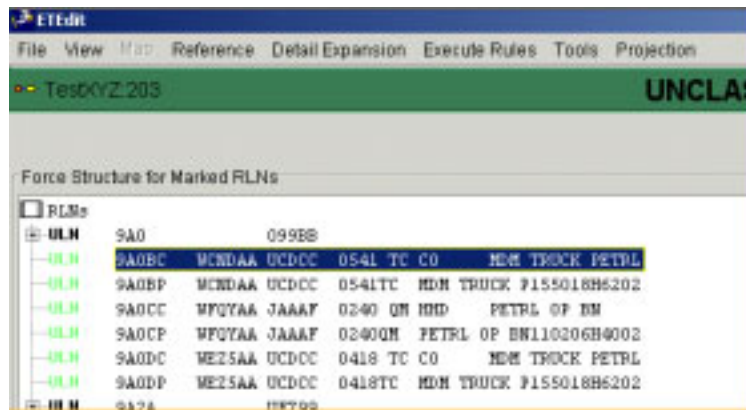 ETEdit
File View Map Reference Detail Expansion Execute Rules Tools Projection
TestXYZ:203 UNCLAS
Force Structure for Marked RLNs
RLNs
ULN 9A0 099BB
ULN 9A0BC WCNDAA UCDCC 0541 TC CO MDM TRUCK PETRL
ULN 9A0BP WCNDAA UCDCC 0541TC MDM TRUCK P155018H6202
ULN 9A0CC WFQYAA JAAAF 0240 QM HHD PETRL OP BN
ULN 9A0CP WFQYAA JAAAF 0240QM PETRL OP BN110206H4002
ULN 9A0DC WEZSAA UCDCC 0418 TC CO MDM TRUCK PETRL
ULN 9A0DP WEZSAA UCDCC 0418TC MDM TRUCK P155018H6202
ULN 9A2A